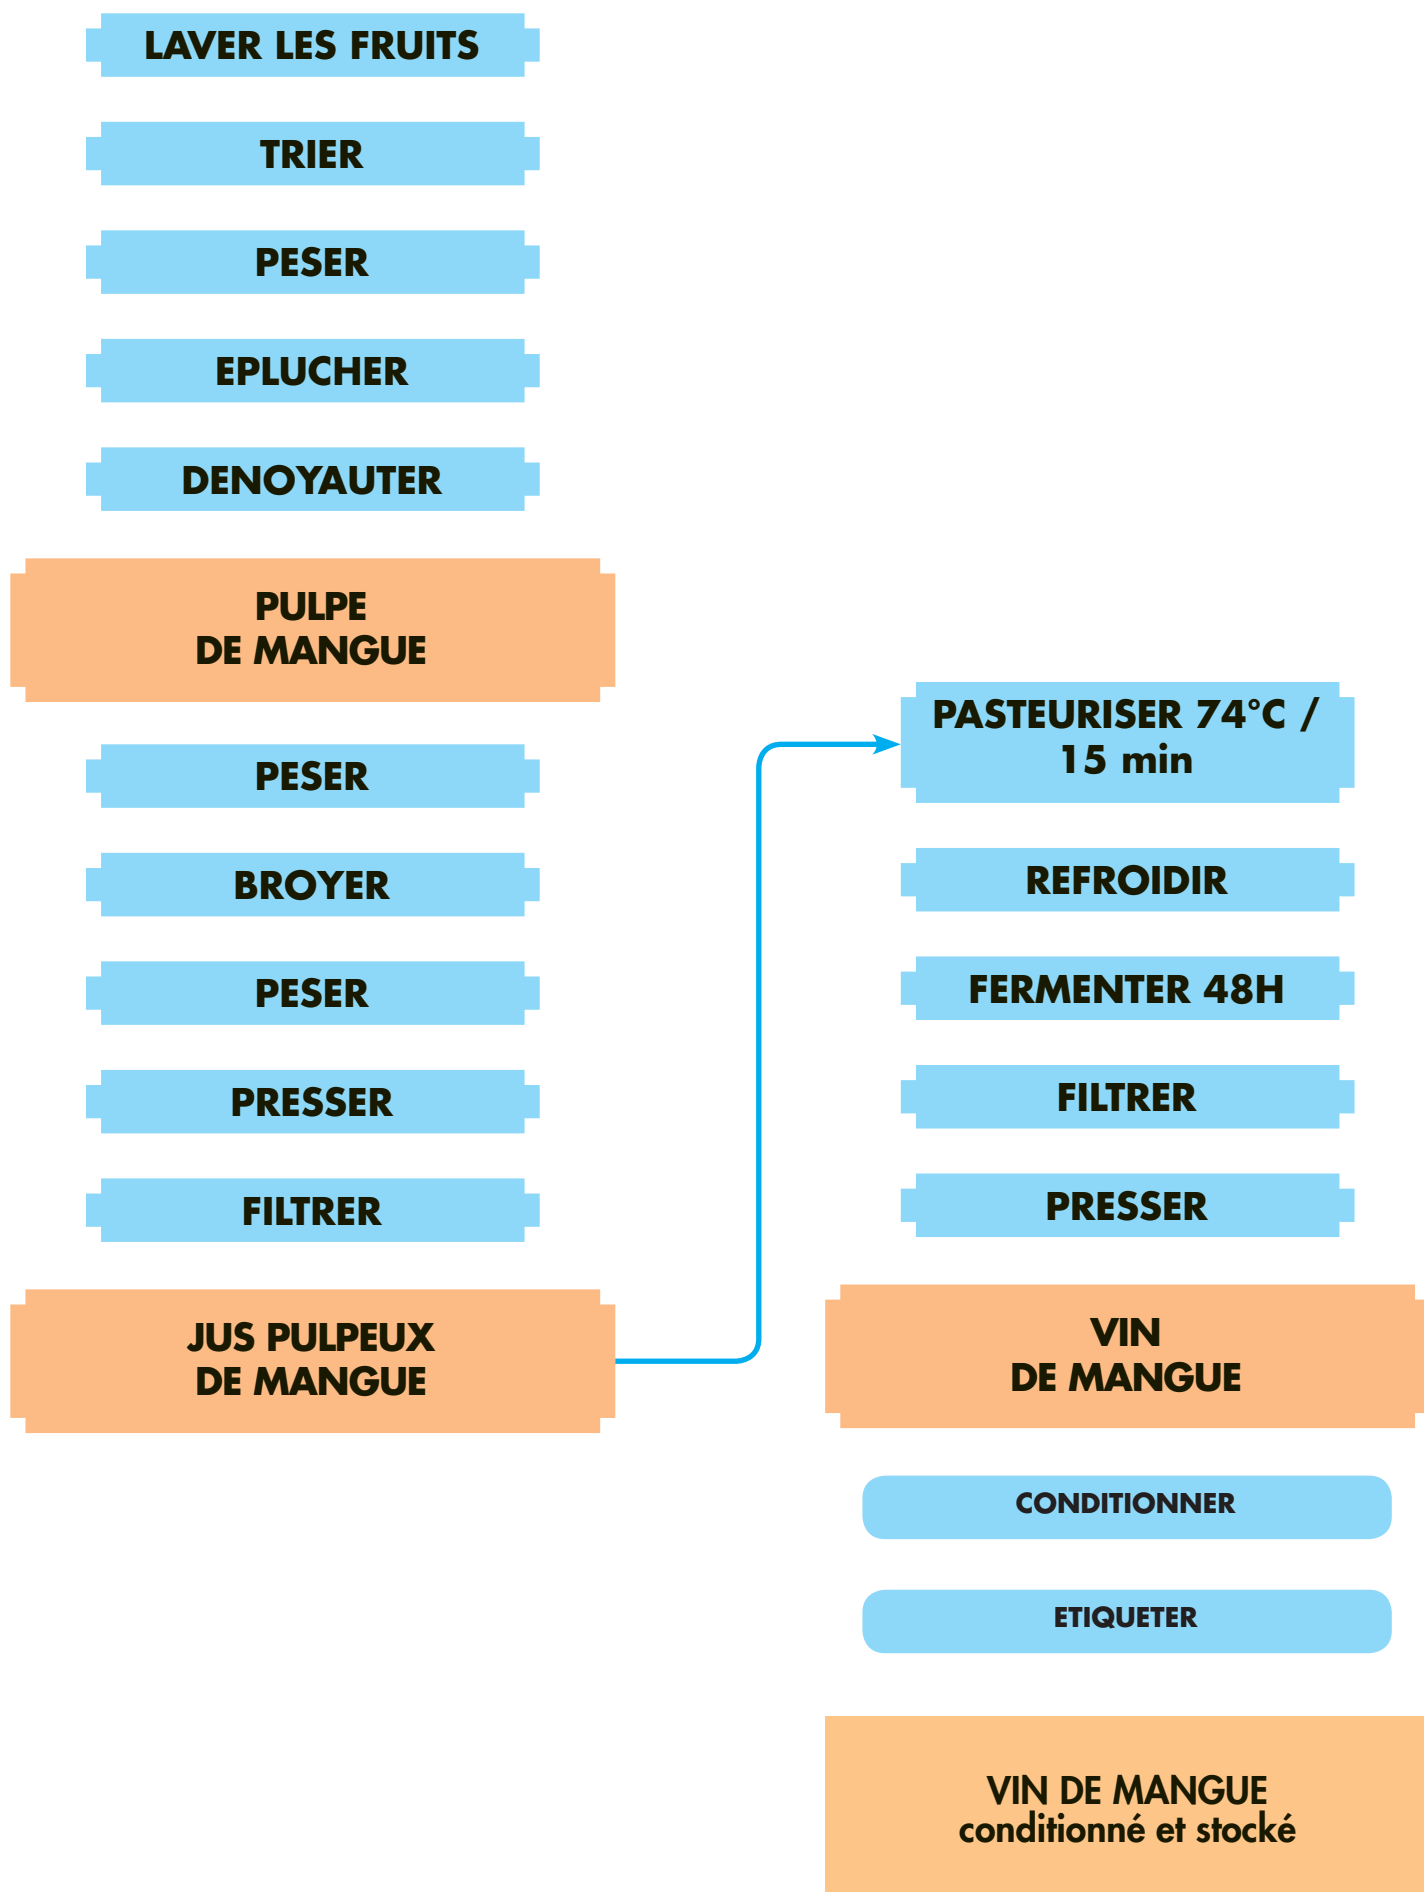 LAVER LES FRUITS
TRIER
PESER
EPLUCHER
DENOYAUTER
PULPE
DE MANGUE
PESER
BROYER
PESER
PRESSER
FILTRER
JUS PULPEUX
DE MANGUE
PASTEURISER 74°C /
15 min
REFROIDIR
FERMENTER 48H
FILTRER
PRESSER
VIN
DE MANGUE
CONDITIONNER
ETIQUETER
VIN DE MANGUE
conditionné et stocké